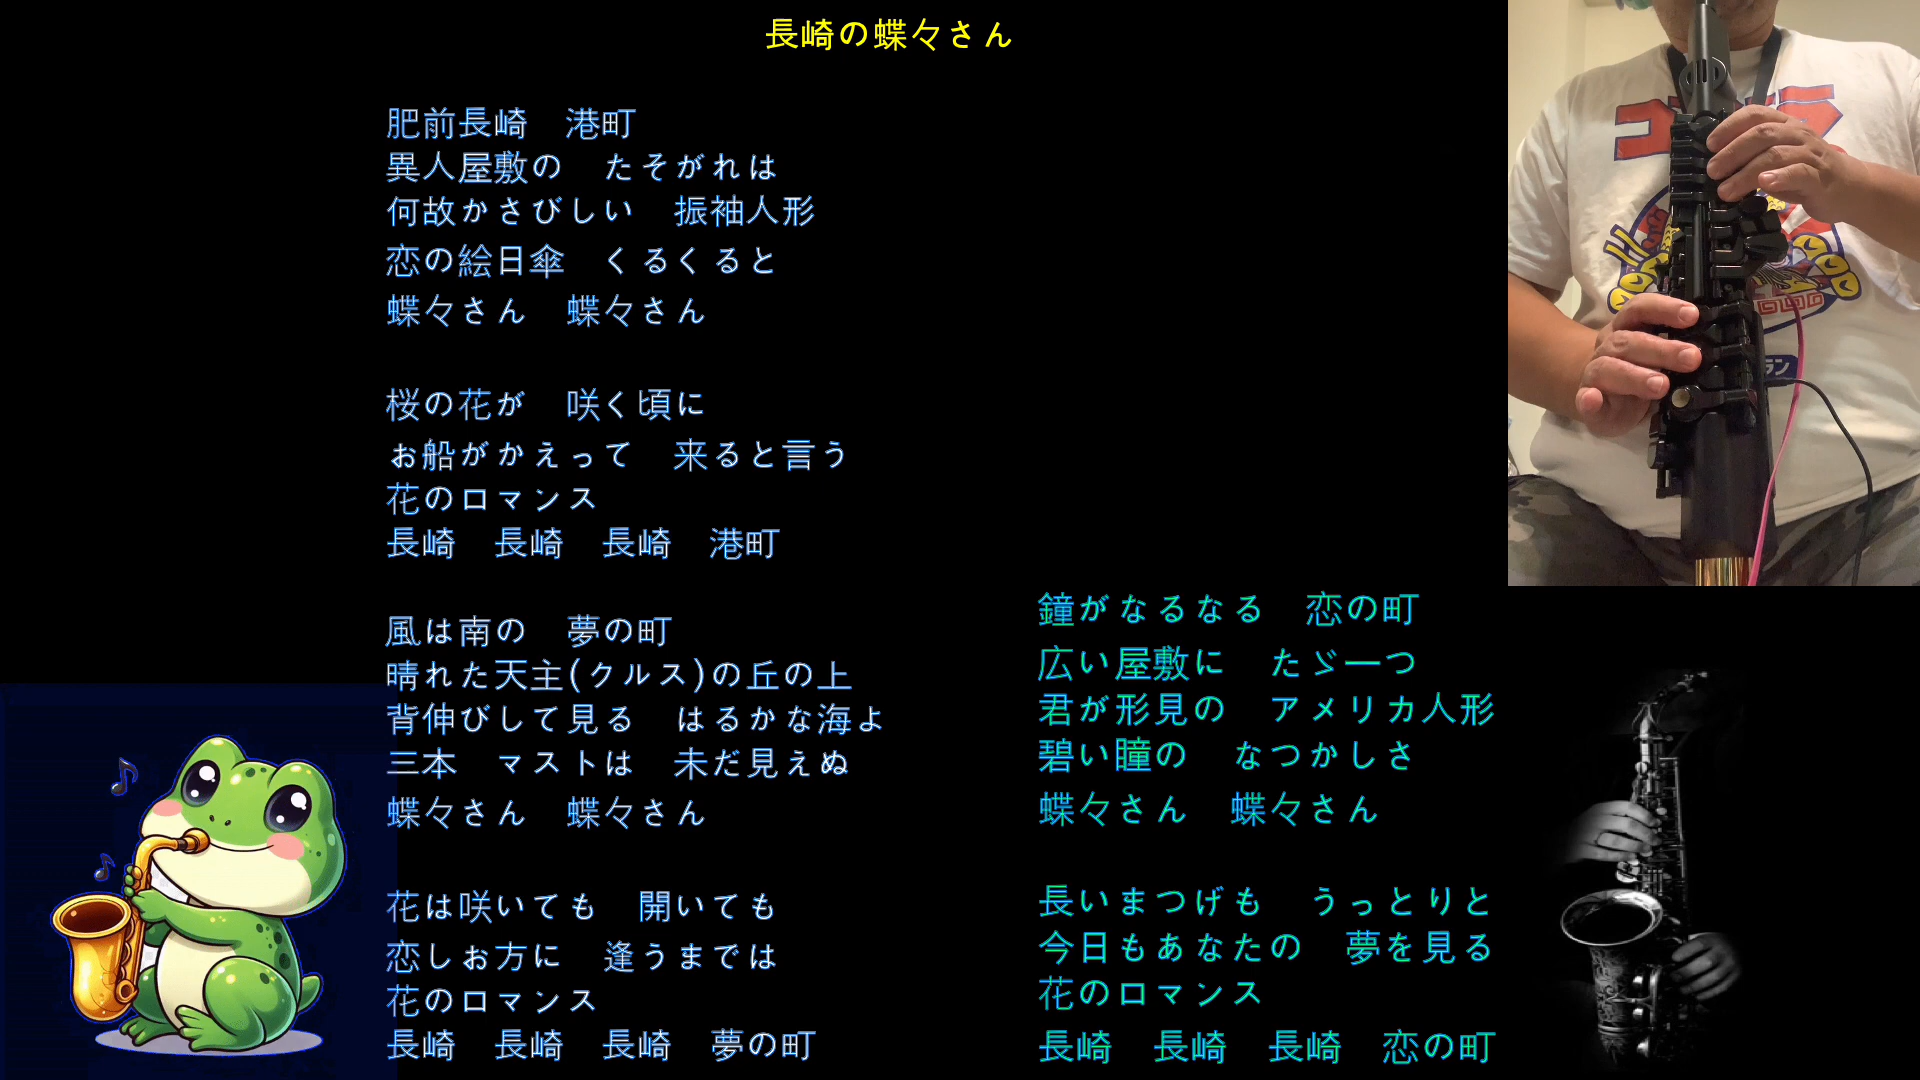 長崎の蝶々さん
肥前長崎　港町
異人屋敷の　たそがれは
何故かさびしい　振袖人形
恋の絵日傘　くるくると
蝶々さん　蝶々さん
桜の花が　咲く頃に
お船がかえって　来ると言う
花のロマンス
長崎　長崎　長崎　港町
風は南の　夢の町
晴れた天主(クルス)の丘の上
背伸びして見る　はるかな海よ
三本　マストは　未だ見えぬ
蝶々さん　蝶々さん
花は咲いても　開いても
恋しお方に　逢うまでは
花のロマンス
長崎　長崎　長崎　夢の町
鐘がなるなる　恋の町
広い屋敷に　たゞ一つ
君が形見の　アメリカ人形
碧い瞳の　なつかしさ
蝶々さん　蝶々さん
長いまつげも　うっとりと
今日もあなたの　夢を見る
花のロマンス
長崎　長崎　長崎　恋の町